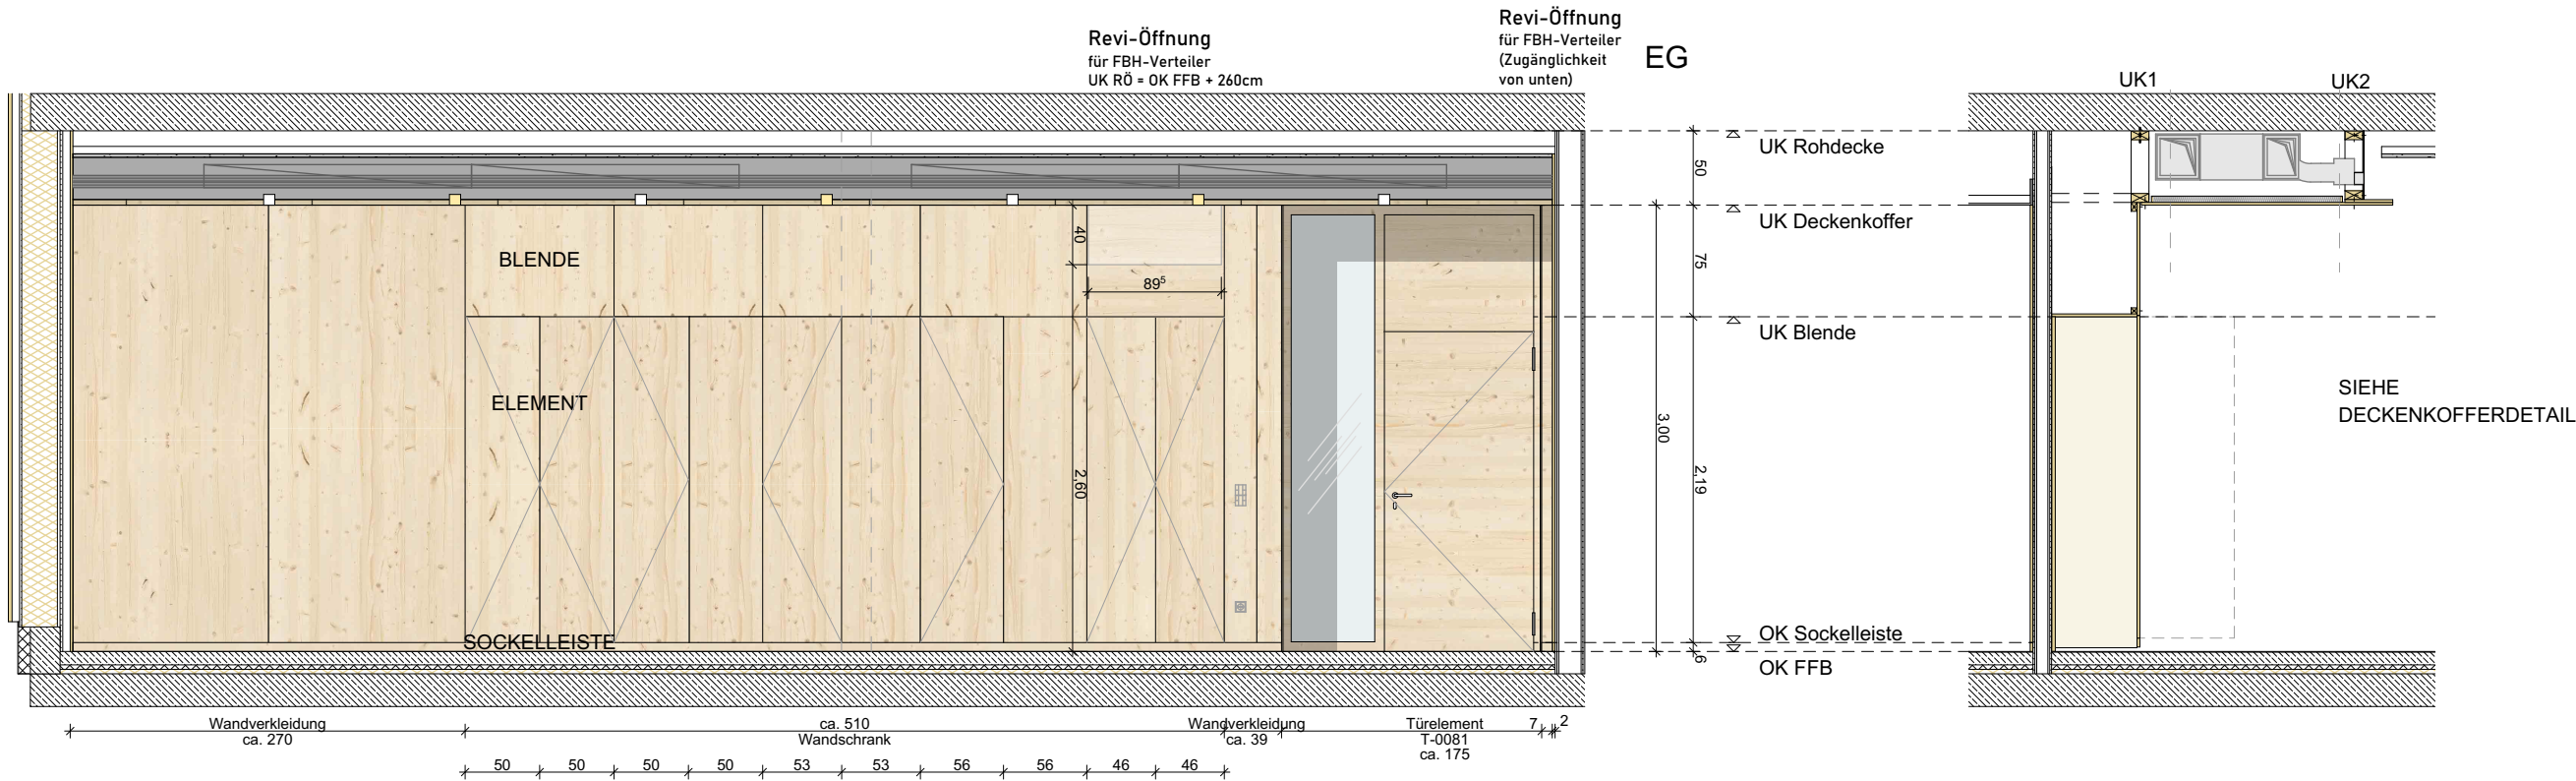 Revi-Öffnung
für FBH-Verteiler
UK RÖ = OK FFB + 260cm
Revi-Öffnung
für FBH-Verteiler
(Zugänglichkeit
von unten)
EG
UK1
UK2
UK Rohdecke
50
UK Deckenkoffer
40
BLENDE
75
89⁵
UK Blende
ELEMENT
SIEHE
DECKENKOFFERDETAIL
3,00
2,60
2,19
SOCKELLEISTE
OK Sockelleiste
6
OK FFB
Wandverkleidung
ca. 270
ca. 510
Wandschrank
Wandverkleidung
ca. 39
Türelement
T-0081
ca. 175
7
2
50 50 50 50 53 53 56 56 46 46